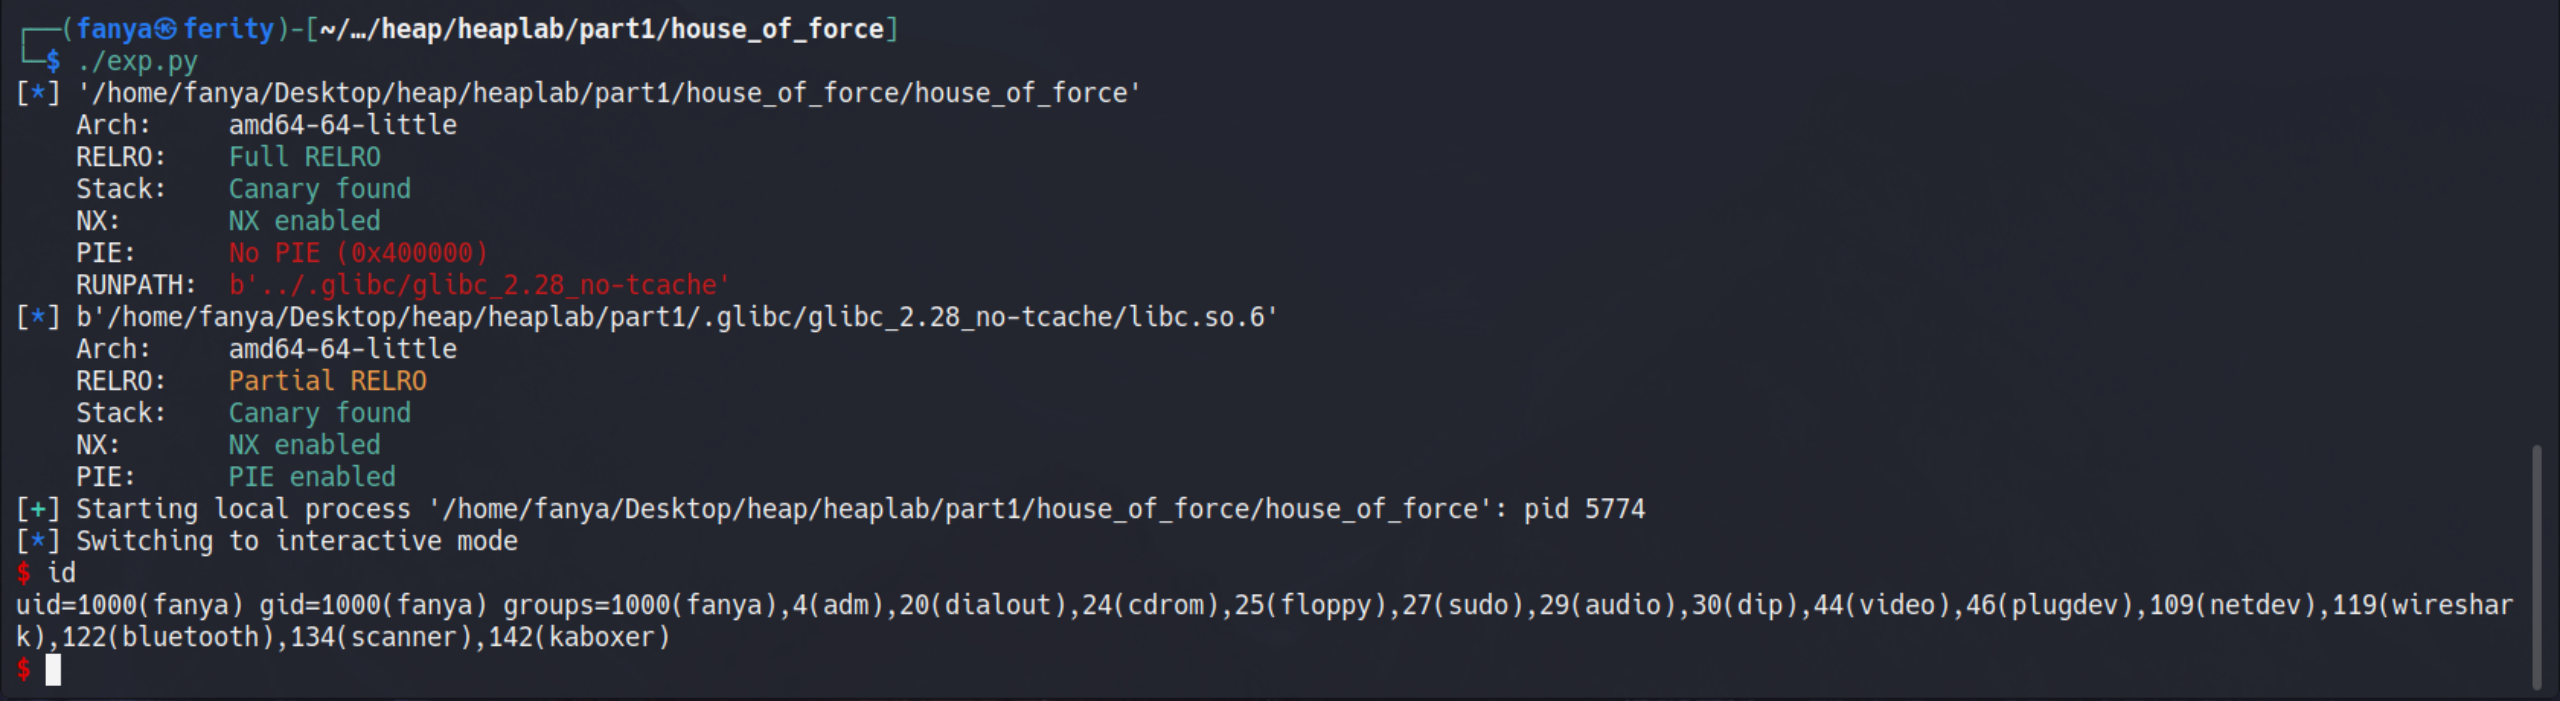 ┌──(fanya㉿ferity)-[~/…/heap/heaplab/part1/house_of_force]
└─$ ./exp.py
[*] '/home/fanya/Desktop/heap/heaplab/part1/house_of_force/house_of_force'
    Arch:     amd64-64-little
    RELRO:    Full RELRO
    Stack:    Canary found
    NX:       NX enabled
    PIE:      No PIE (0x400000)
    RUNPATH:  b'../.glibc/glibc_2.28_no-tcache'
[*] b'/home/fanya/Desktop/heap/heaplab/part1/.glibc/glibc_2.28_no-tcache/libc.so.6'
    Arch:     amd64-64-little
    RELRO:    Partial RELRO
    Stack:    Canary found
    NX:       NX enabled
    PIE:      PIE enabled
[+] Starting local process '/home/fanya/Desktop/heap/heaplab/part1/house_of_force/house_of_force': pid 5774
[*] Switching to interactive mode
$ id
uid=1000(fanya) gid=1000(fanya) groups=1000(fanya),4(adm),20(dialout),24(cdrom),25(floppy),27(sudo),29(audio),30(dip),44(video),46(plugdev),109(netdev),119(wireshar
k),122(bluetooth),134(scanner),142(kaboxer)
$